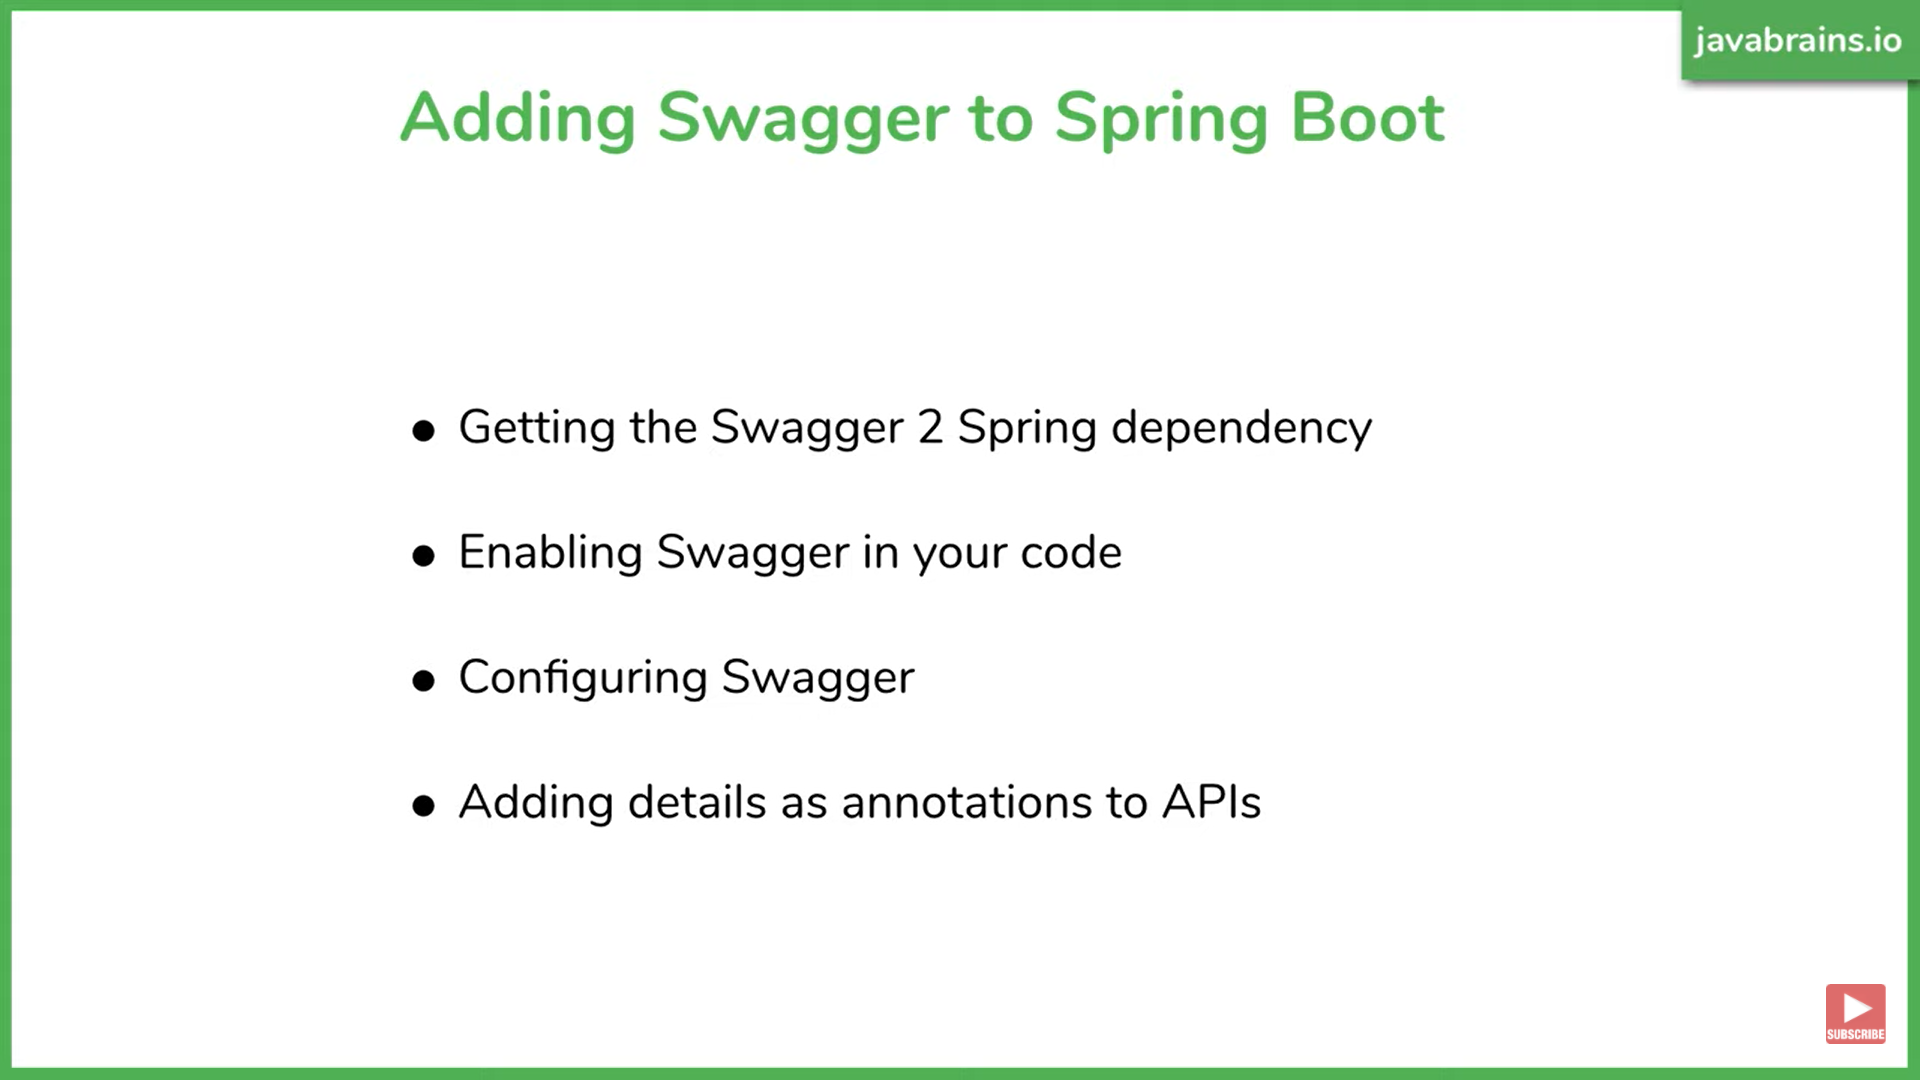 javabrains.io
Adding Swagger to Spring Boot
● Getting the Swagger 2 Spring dependency
● Enabling Swagger in your code
● Configuring Swagger
● Adding details as annotations to APIs
SUBSCRIBE